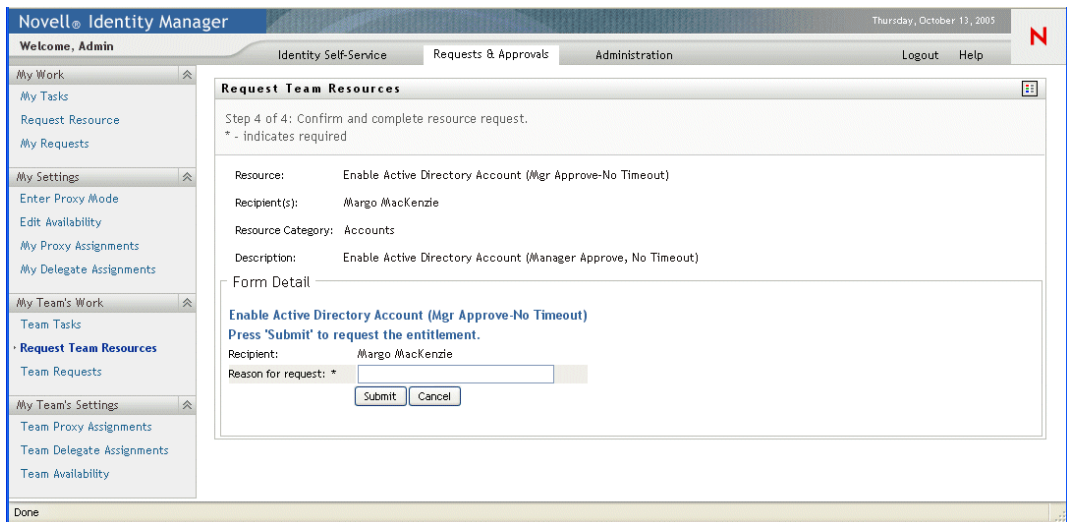 Novell® Identity Manager
Thursday, October 13, 2005
N
Welcome, Admin
Identity Self-Service Requests & Approvals Administration Logout Help
My Work
My Tasks
Request Resource
My Requests
My Settings
Enter Proxy Mode
Edit Availability
My Proxy Assignments
My Delegate Assignments
My Team's Work
Team Tasks
Request Team Resources
Team Requests
My Team's Settings
Team Proxy Assignments
Team Delegate Assignments
Team Availability
Request Team Resources
Step 4 of 4: Confirm and complete resource request.
* - indicates required
Resource: Enable Active Directory Account (Mgr Approve-No Timeout)
Recipient(s): Margo MacKenzie
Resource Category: Accounts
Description: Enable Active Directory Account (Manager Approve, No Timeout)
Form Detail
Enable Active Directory Account (Mgr Approve-No Timeout)
Press 'Submit' to request the entitlement.
Recipient: Margo MacKenzie
Reason for request: *
Submit Cancel
Done